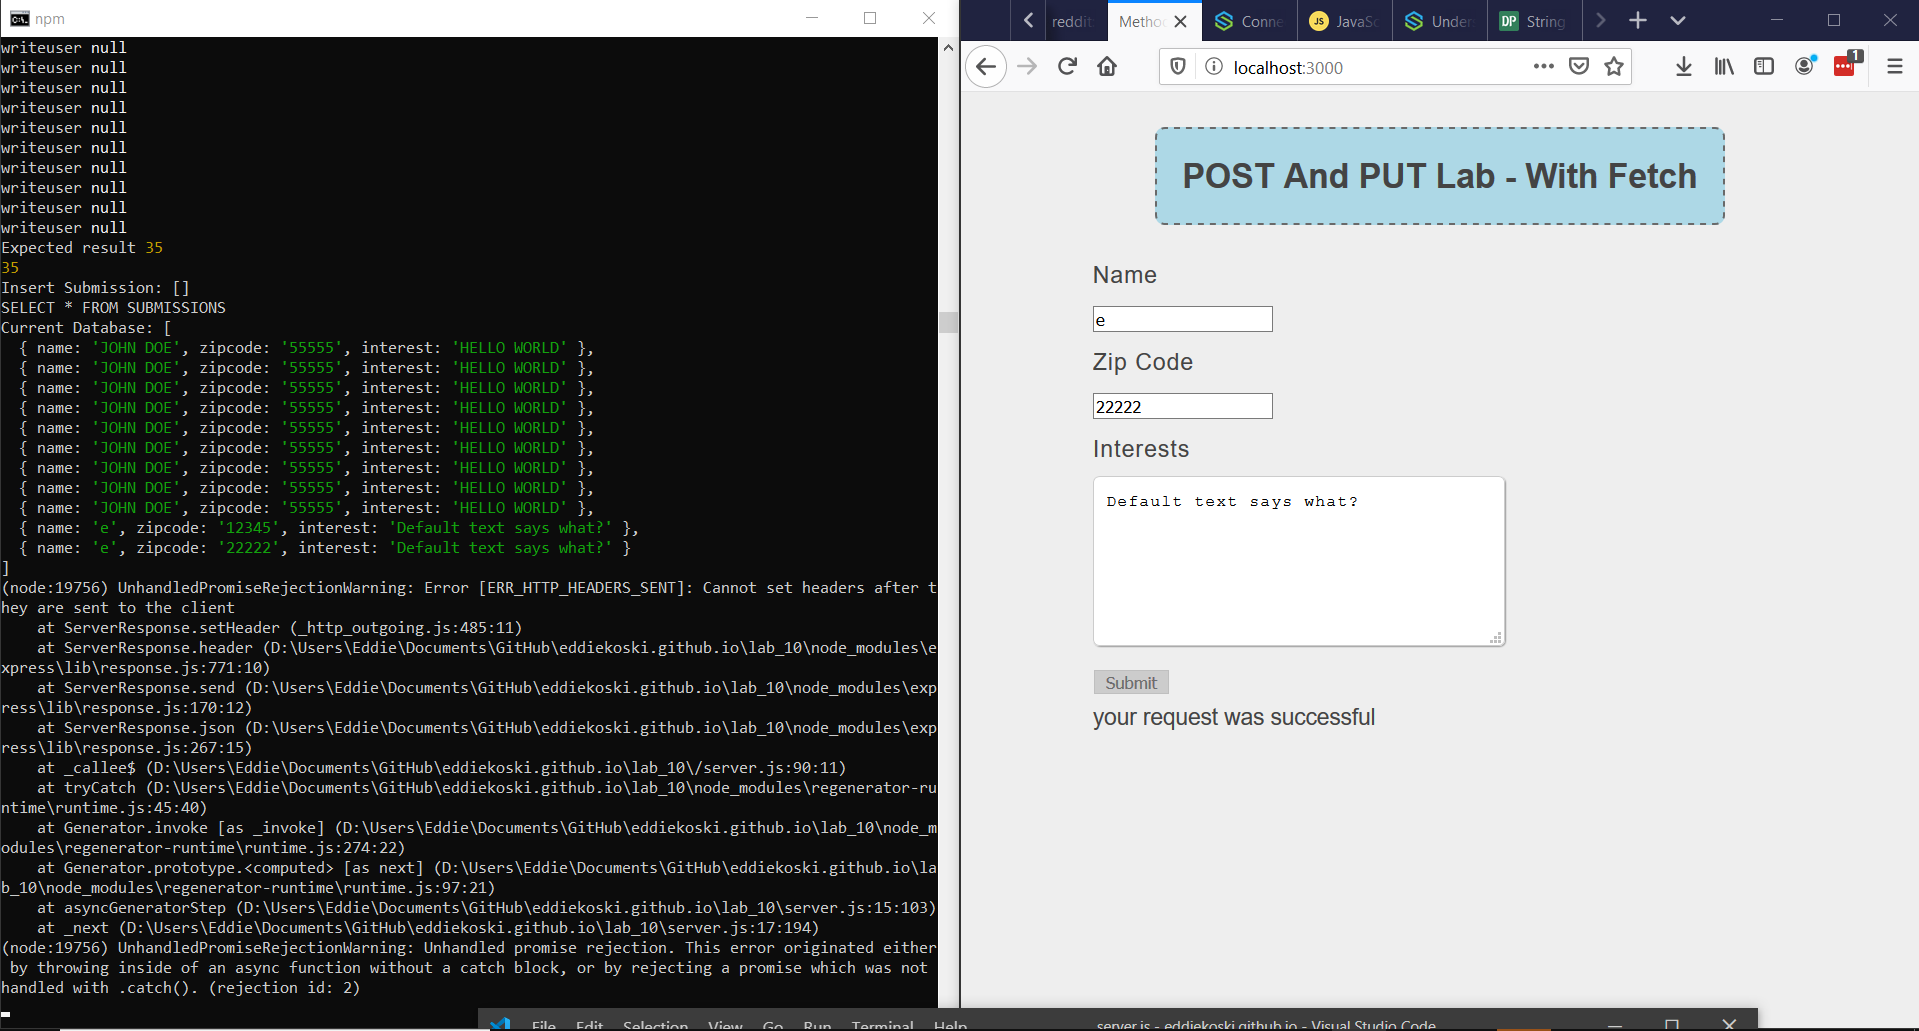 npm
writeuser null
writeuser null
writeuser null
writeuser null
writeuser null
writeuser null
writeuser null
writeuser null
writeuser null
writeuser null
Expected result 35
35
Insert Submission: []
SELECT * FROM SUBMISSIONS
Current Database: [
{ name: 'JOHN DOE', zipcode: '55555', interest: 'HELLO WORLD' },
{ name: 'JOHN DOE', zipcode: '55555', interest: 'HELLO WORLD' },
{ name: 'JOHN DOE', zipcode: '55555', interest: 'HELLO WORLD' },
{ name: 'JOHN DOE', zipcode: '55555', interest: 'HELLO WORLD' },
{ name: 'JOHN DOE', zipcode: '55555', interest: 'HELLO WORLD' },
{ name: 'JOHN DOE', zipcode: '55555', interest: 'HELLO WORLD' },
{ name: 'JOHN DOE', zipcode: '55555', interest: 'HELLO WORLD' },
{ name: 'JOHN DOE', zipcode: '55555', interest: 'HELLO WORLD' },
{ name: 'JOHN DOE', zipcode: '55555', interest: 'HELLO WORLD' },
{ name: 'e', zipcode: '12345', interest: 'Default text says what?' },
{ name: 'e', zipcode: '22222', interest: 'Default text says what?' }
]
(node:19756) UnhandledPromiseRejectionWarning: Error [ERR_HTTP_HEADERS_SENT]: Cannot set headers after t
hey are sent to the client
at ServerResponse.setHeader (_http_outgoing.js:485:11)
at ServerResponse.header (D:\Users\Eddie\Documents\GitHub\eddiekoski.github.io\lab_10\node_modules\e
xpress\lib\response.js:771:10)
at ServerResponse.send (D:\Users\Eddie\Documents\GitHub\eddiekoski.github.io\lab_10\node_modules\exp
ress\lib\response.js:170:12)
at ServerResponse.json (D:\Users\Eddie\Documents\GitHub\eddiekoski.github.io\lab_10\node_modules\exp
ress\lib\response.js:267:15)
at _callee$ (D:\Users\Eddie\Documents\GitHub\eddiekoski.github.io\lab_10\/server.js:90:11)
at tryCatch (D:\Users\Eddie\Documents\GitHub\eddiekoski.github.io\lab_10\node_modules\regenerator-ru
ntime\runtime.js:45:40)
at Generator.invoke [as _invoke] (D:\Users\Eddie\Documents\GitHub\eddiekoski.github.io\lab_10\node_m
odules\regenerator-runtime\runtime.js:274:22)
at Generator.prototype.<computed> [as next] (D:\Users\Eddie\Documents\GitHub\eddiekoski.github.io\la
b_10\node_modules\regenerator-runtime\runtime.js:97:21)
at asyncGeneratorStep (D:\Users\Eddie\Documents\GitHub\eddiekoski.github.io\lab_10\server.js:15:103)
at _next (D:\Users\Eddie\Documents\GitHub\eddiekoski.github.io\lab_10\server.js:17:194)
(node:19756) UnhandledPromiseRejectionWarning: Unhandled promise rejection. This error originated either
by throwing inside of an async function without a catch block, or by rejecting a promise which was not
handled with .catch(). (rejection id: 2)
reddit Metho Conne JS JavaSc Under DP String
localhost:3000
1
POST And PUT Lab - With Fetch
Name
e
Zip Code
22222
Interests
Default text says what?
Submit
your request was successful
File Edit Selection View Go Run Terminal Help server.js - eddiekoski.github.io - Visual Studio Code